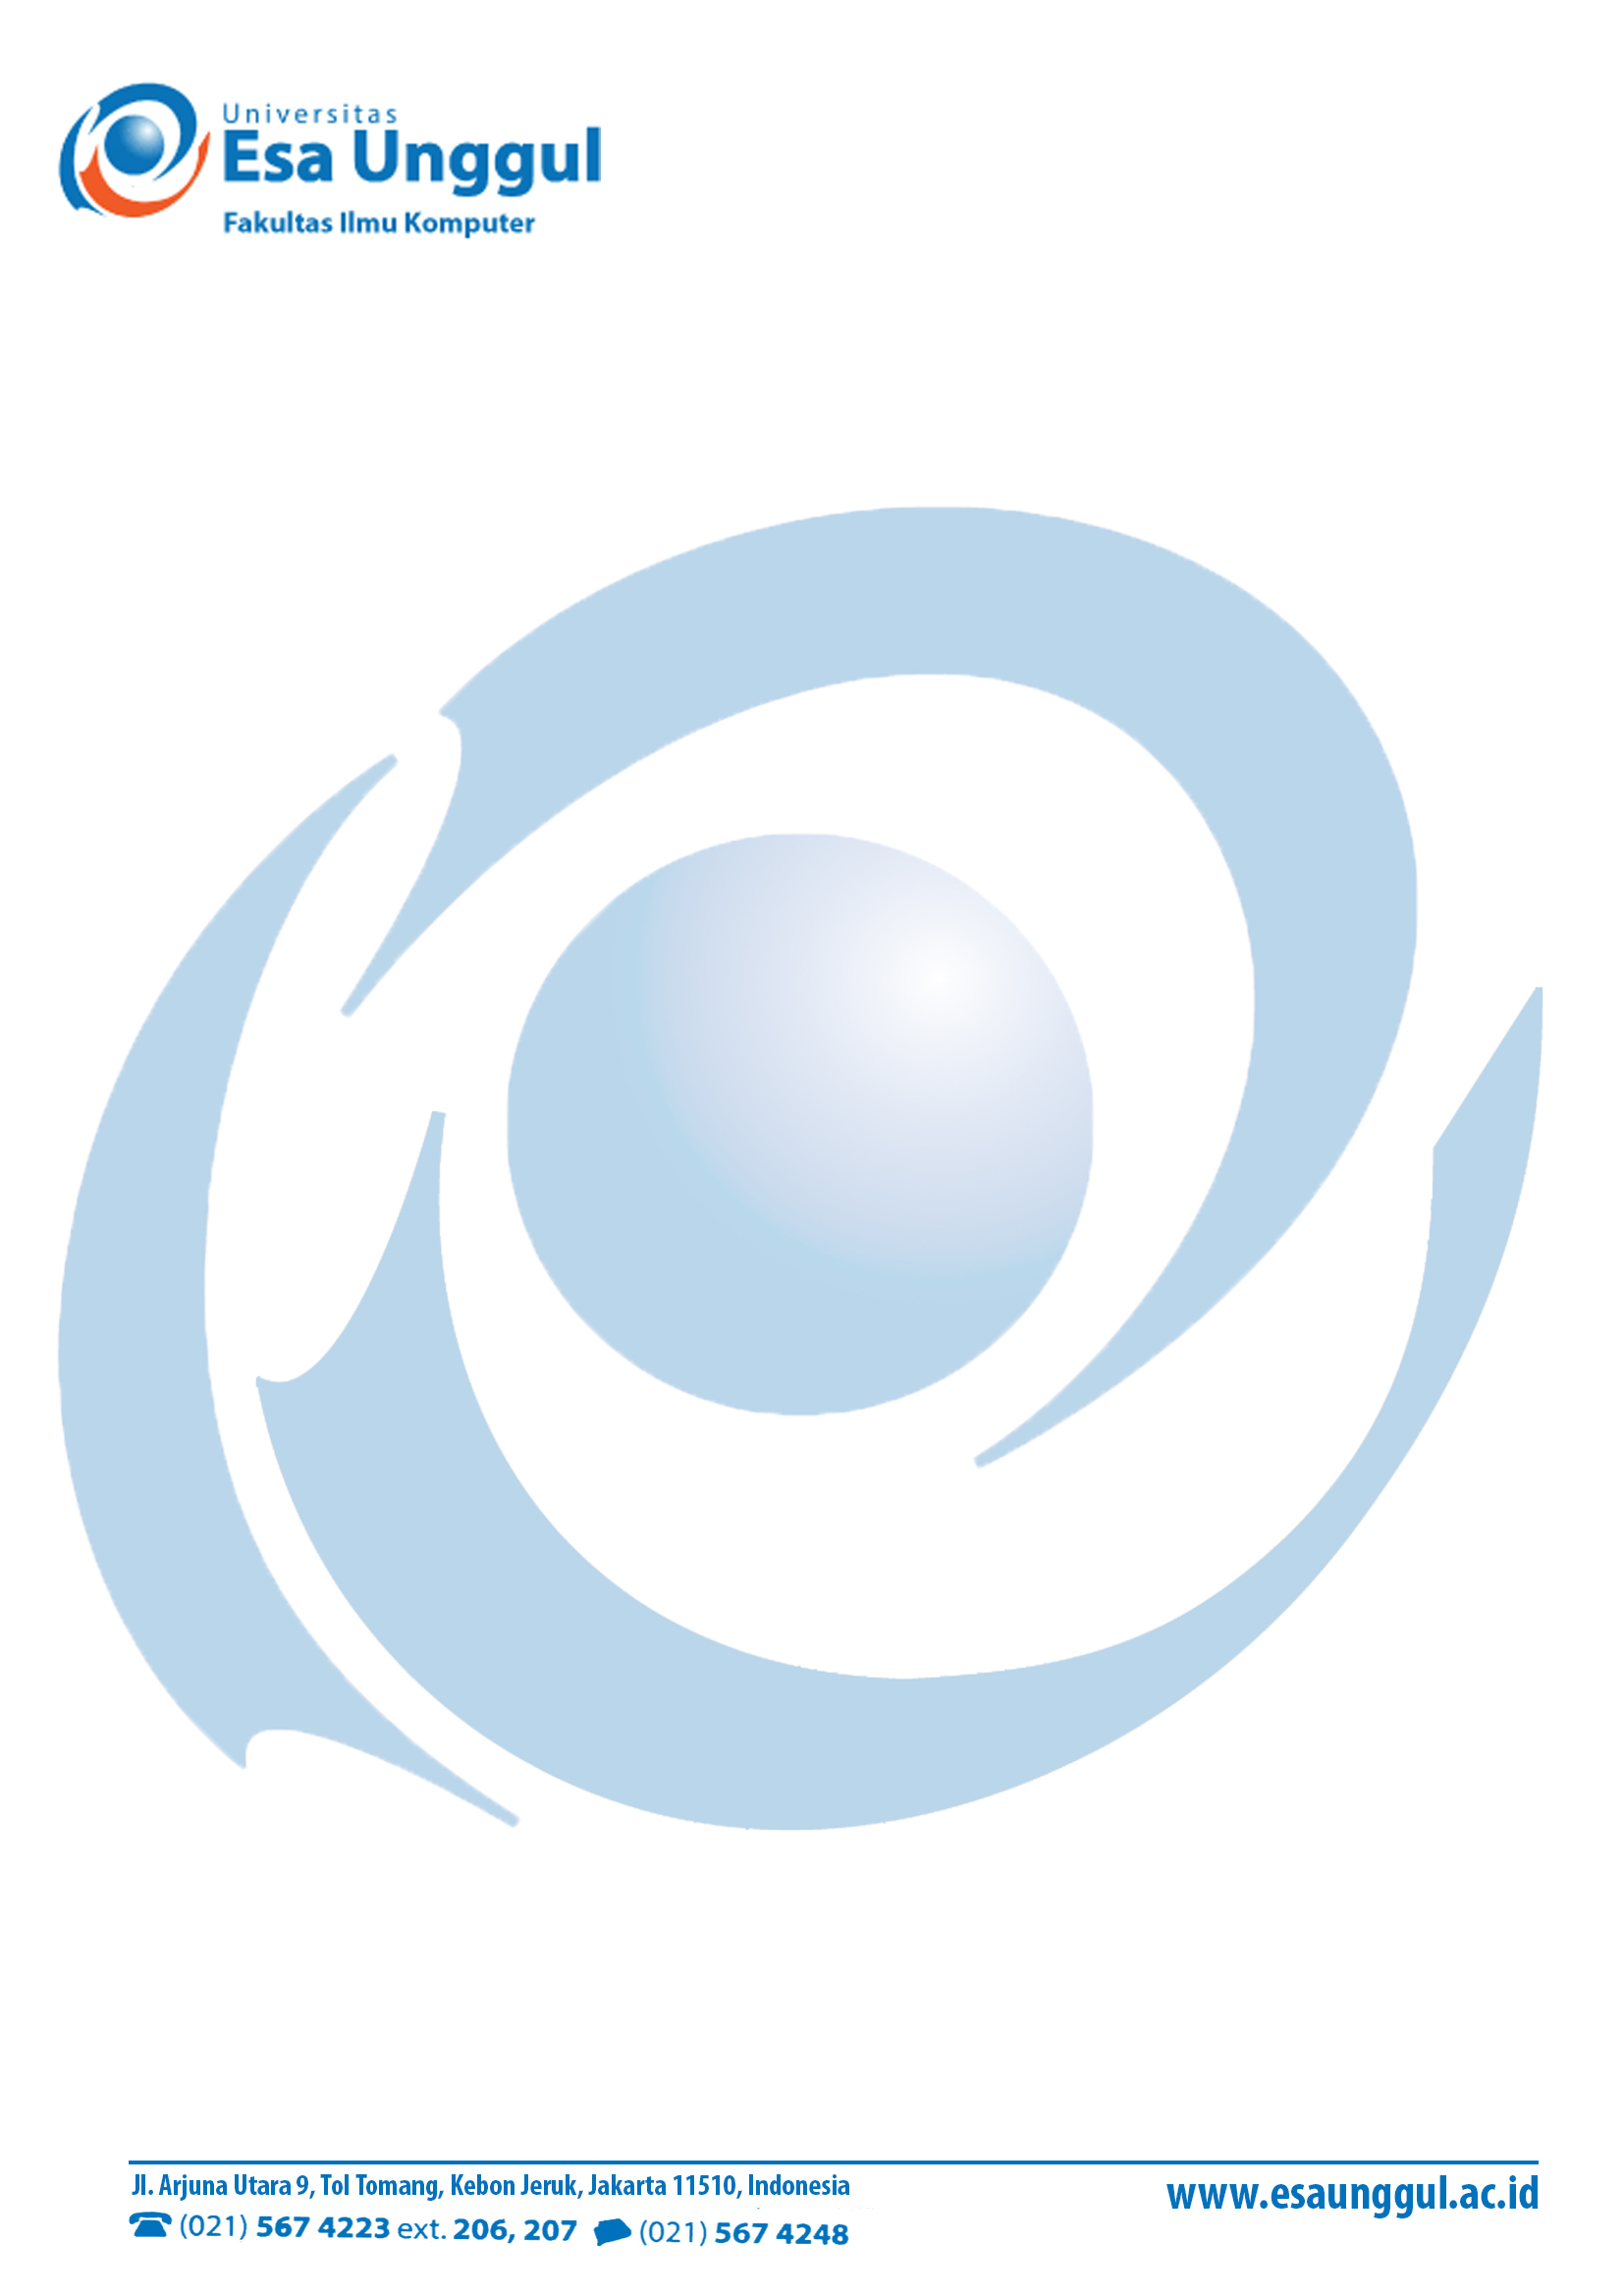 Universitas
Esa Unggul
Fakultas Ilmu Komputer
Jl. Arjuna Utara 9, Tol Tomang, Kebon Jeruk, Jakarta 11510, Indonesia
(021) 567 4223 ext. 206, 207 (021) 567 4248
www.esaunggul.ac.id